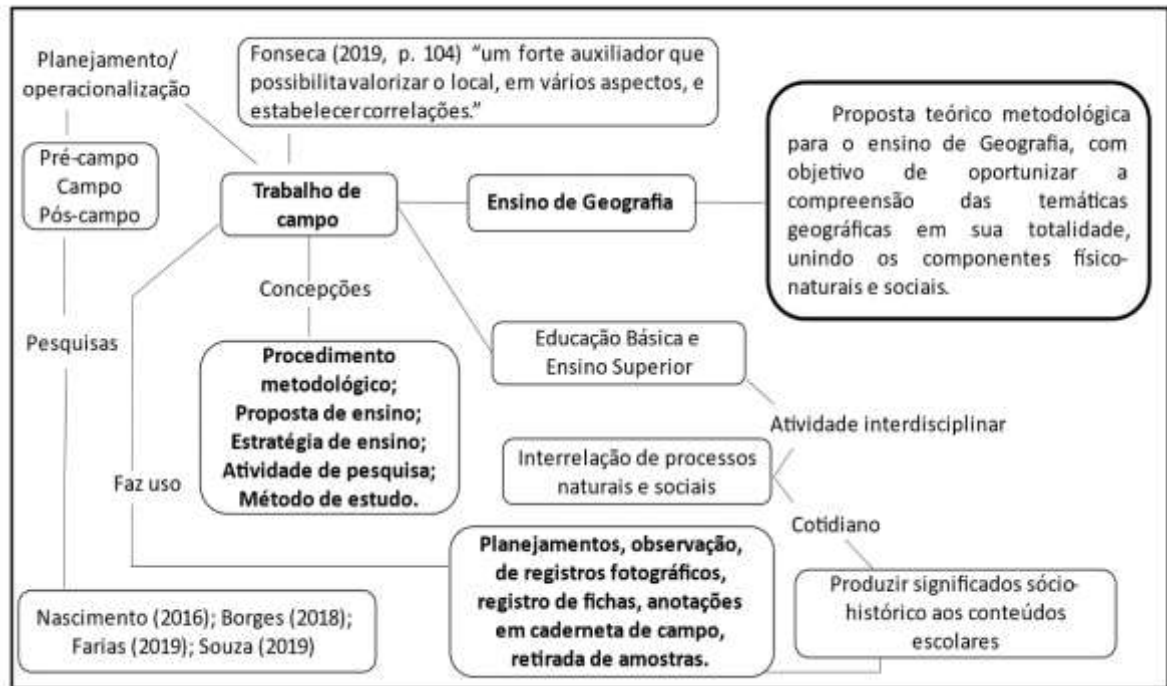 Planejamento/
operacionalização
Fonseca (2019, p. 104) “um forte auxiliador que
possibilitavalorizar o local, em vários aspectos, e
estabelecercorrelações.”
Proposta teórico metodológica
para o ensino de Geografia, com
objetivo de oportunizar a
compreensão das temáticas
geográficas em sua totalidade,
unindo os componentes físico-
naturais e sociais.
Pré-campo
Campo
Pós-campo
Trabalho de
campo
Ensino de Geografia
Concepções
Pesquisas
Procedimento
metodológico;
Proposta de ensino;
Estratégia de ensino;
Atividade de pesquisa;
Método de estudo.
Educação Básica e
Ensino Superior
Atividade interdisciplinar
Interrelação de processos
naturais e sociais
Faz uso
Cotidiano
Planejamentos, observação,
de registros fotográficos,
registro de fichas, anotações
em caderneta de campo,
retirada de amostras.
Produzir significados sócio-
histórico aos conteúdos
escolares
Nascimento (2016); Borges (2018);
Farias (2019); Souza (2019)